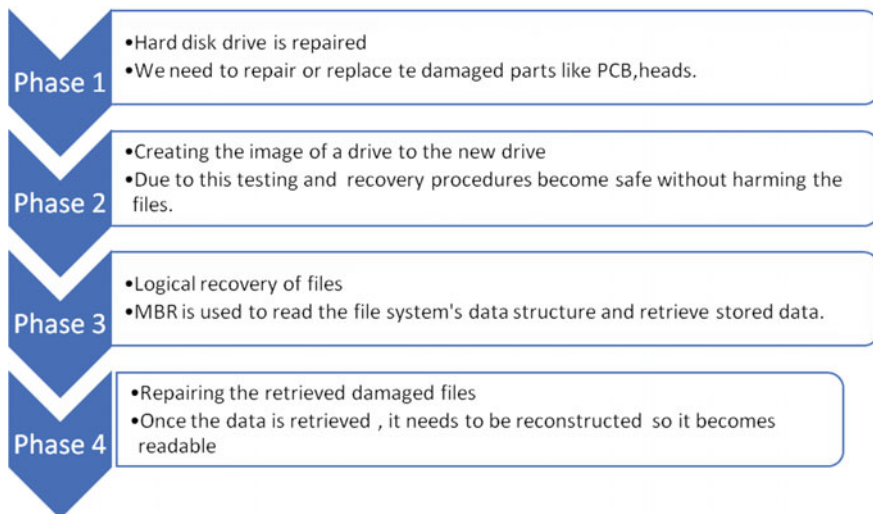 Phase 1
•Hard disk drive is repaired
•We need to repair or replace te damaged parts like PCB,heads.
Phase 2
•Creating the image of a drive to the new drive
•Due to this testing and recovery procedures become safe without harming the
files.
Phase 3
•Logical recovery of files
•MBR is used to read the file system's data structure and retrieve stored data.
Phase 4
•Repairing the retrieved damaged files
•Once the data is retrieved , it needs to be reconstructed so it becomes
readable